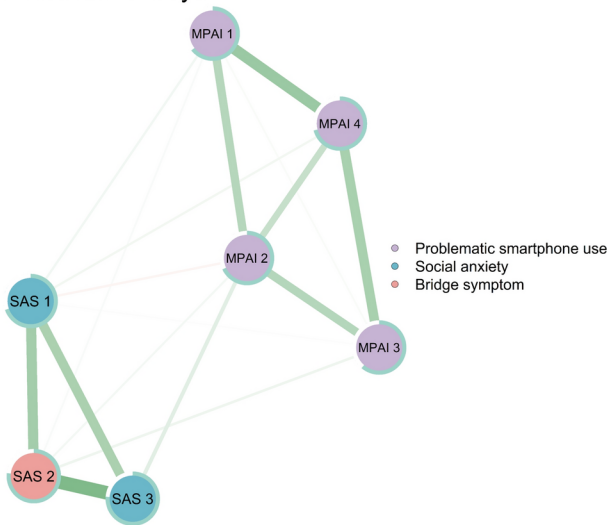 MPAI 1
MPAI 4
MPAI 2
Problematic smartphone use
Social anxiety
Bridge symptom
SAS 1
MPAI 3
SAS 2
SAS 3